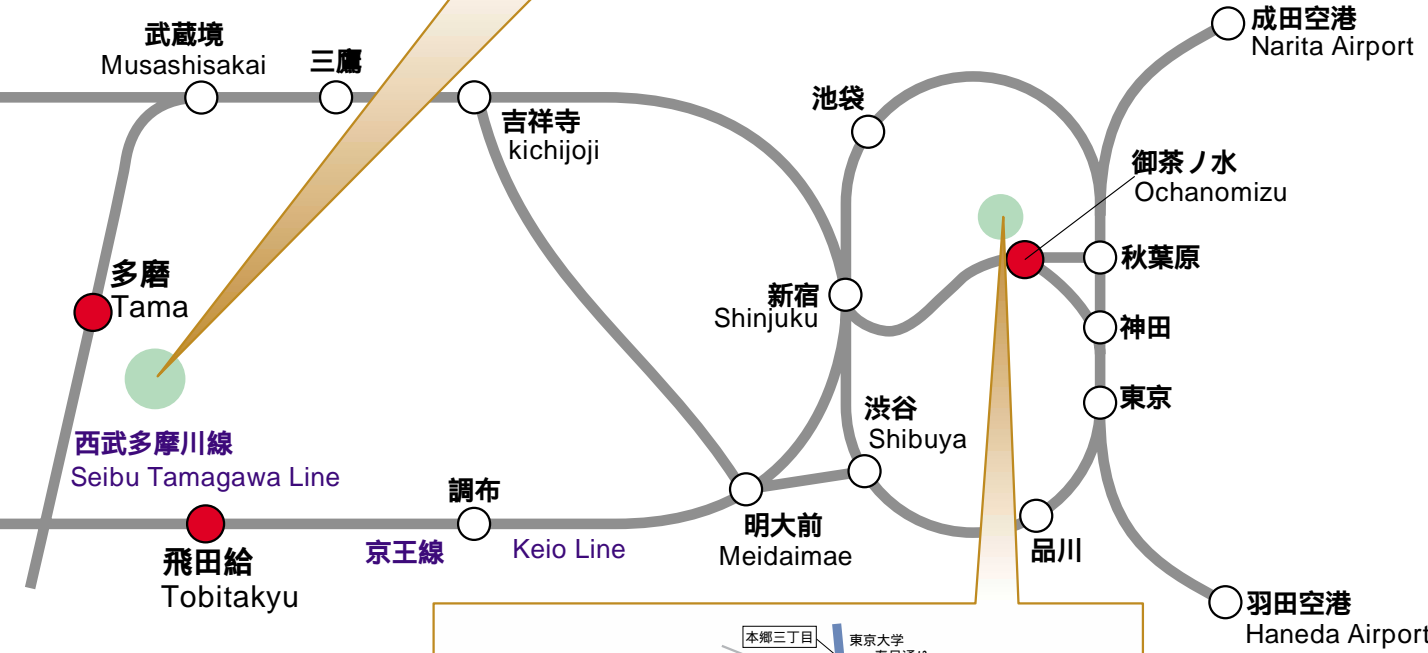 成田空港
Narita Airport
武蔵境
Musashisakai
三鷹
池袋
吉祥寺
kichijoji
御茶ノ水
Ochanomizu
秋葉原
多磨
Tama
新宿
Shinjuku
神田
東京
渋谷
Shibuya
西武多摩川線
Seibu Tamagawa Line
調布
明大前
Meidaimae
京王線
Keio Line
品川
飛田給
Tobitakyu
羽田空港
Haneda Airport
本郷三丁目
東京大学